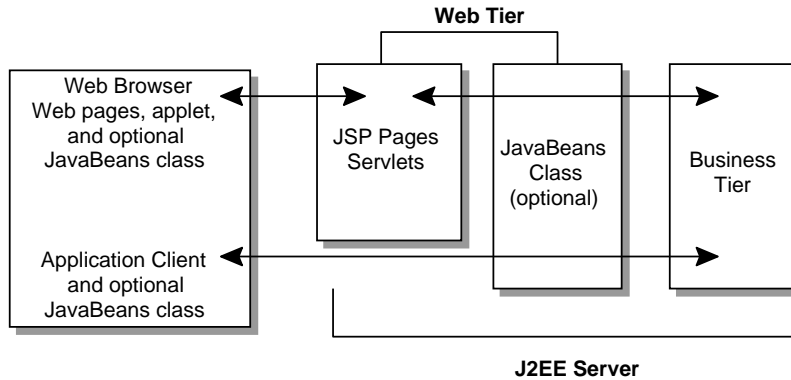 Web Tier
Web Browser
Web pages, applet,
and optional
JavaBeans class
Application Client
and optional
JavaBeans class
JSP Pages
Servlets
JavaBeans
Class
(optional)
Business
Tier
J2EE Server